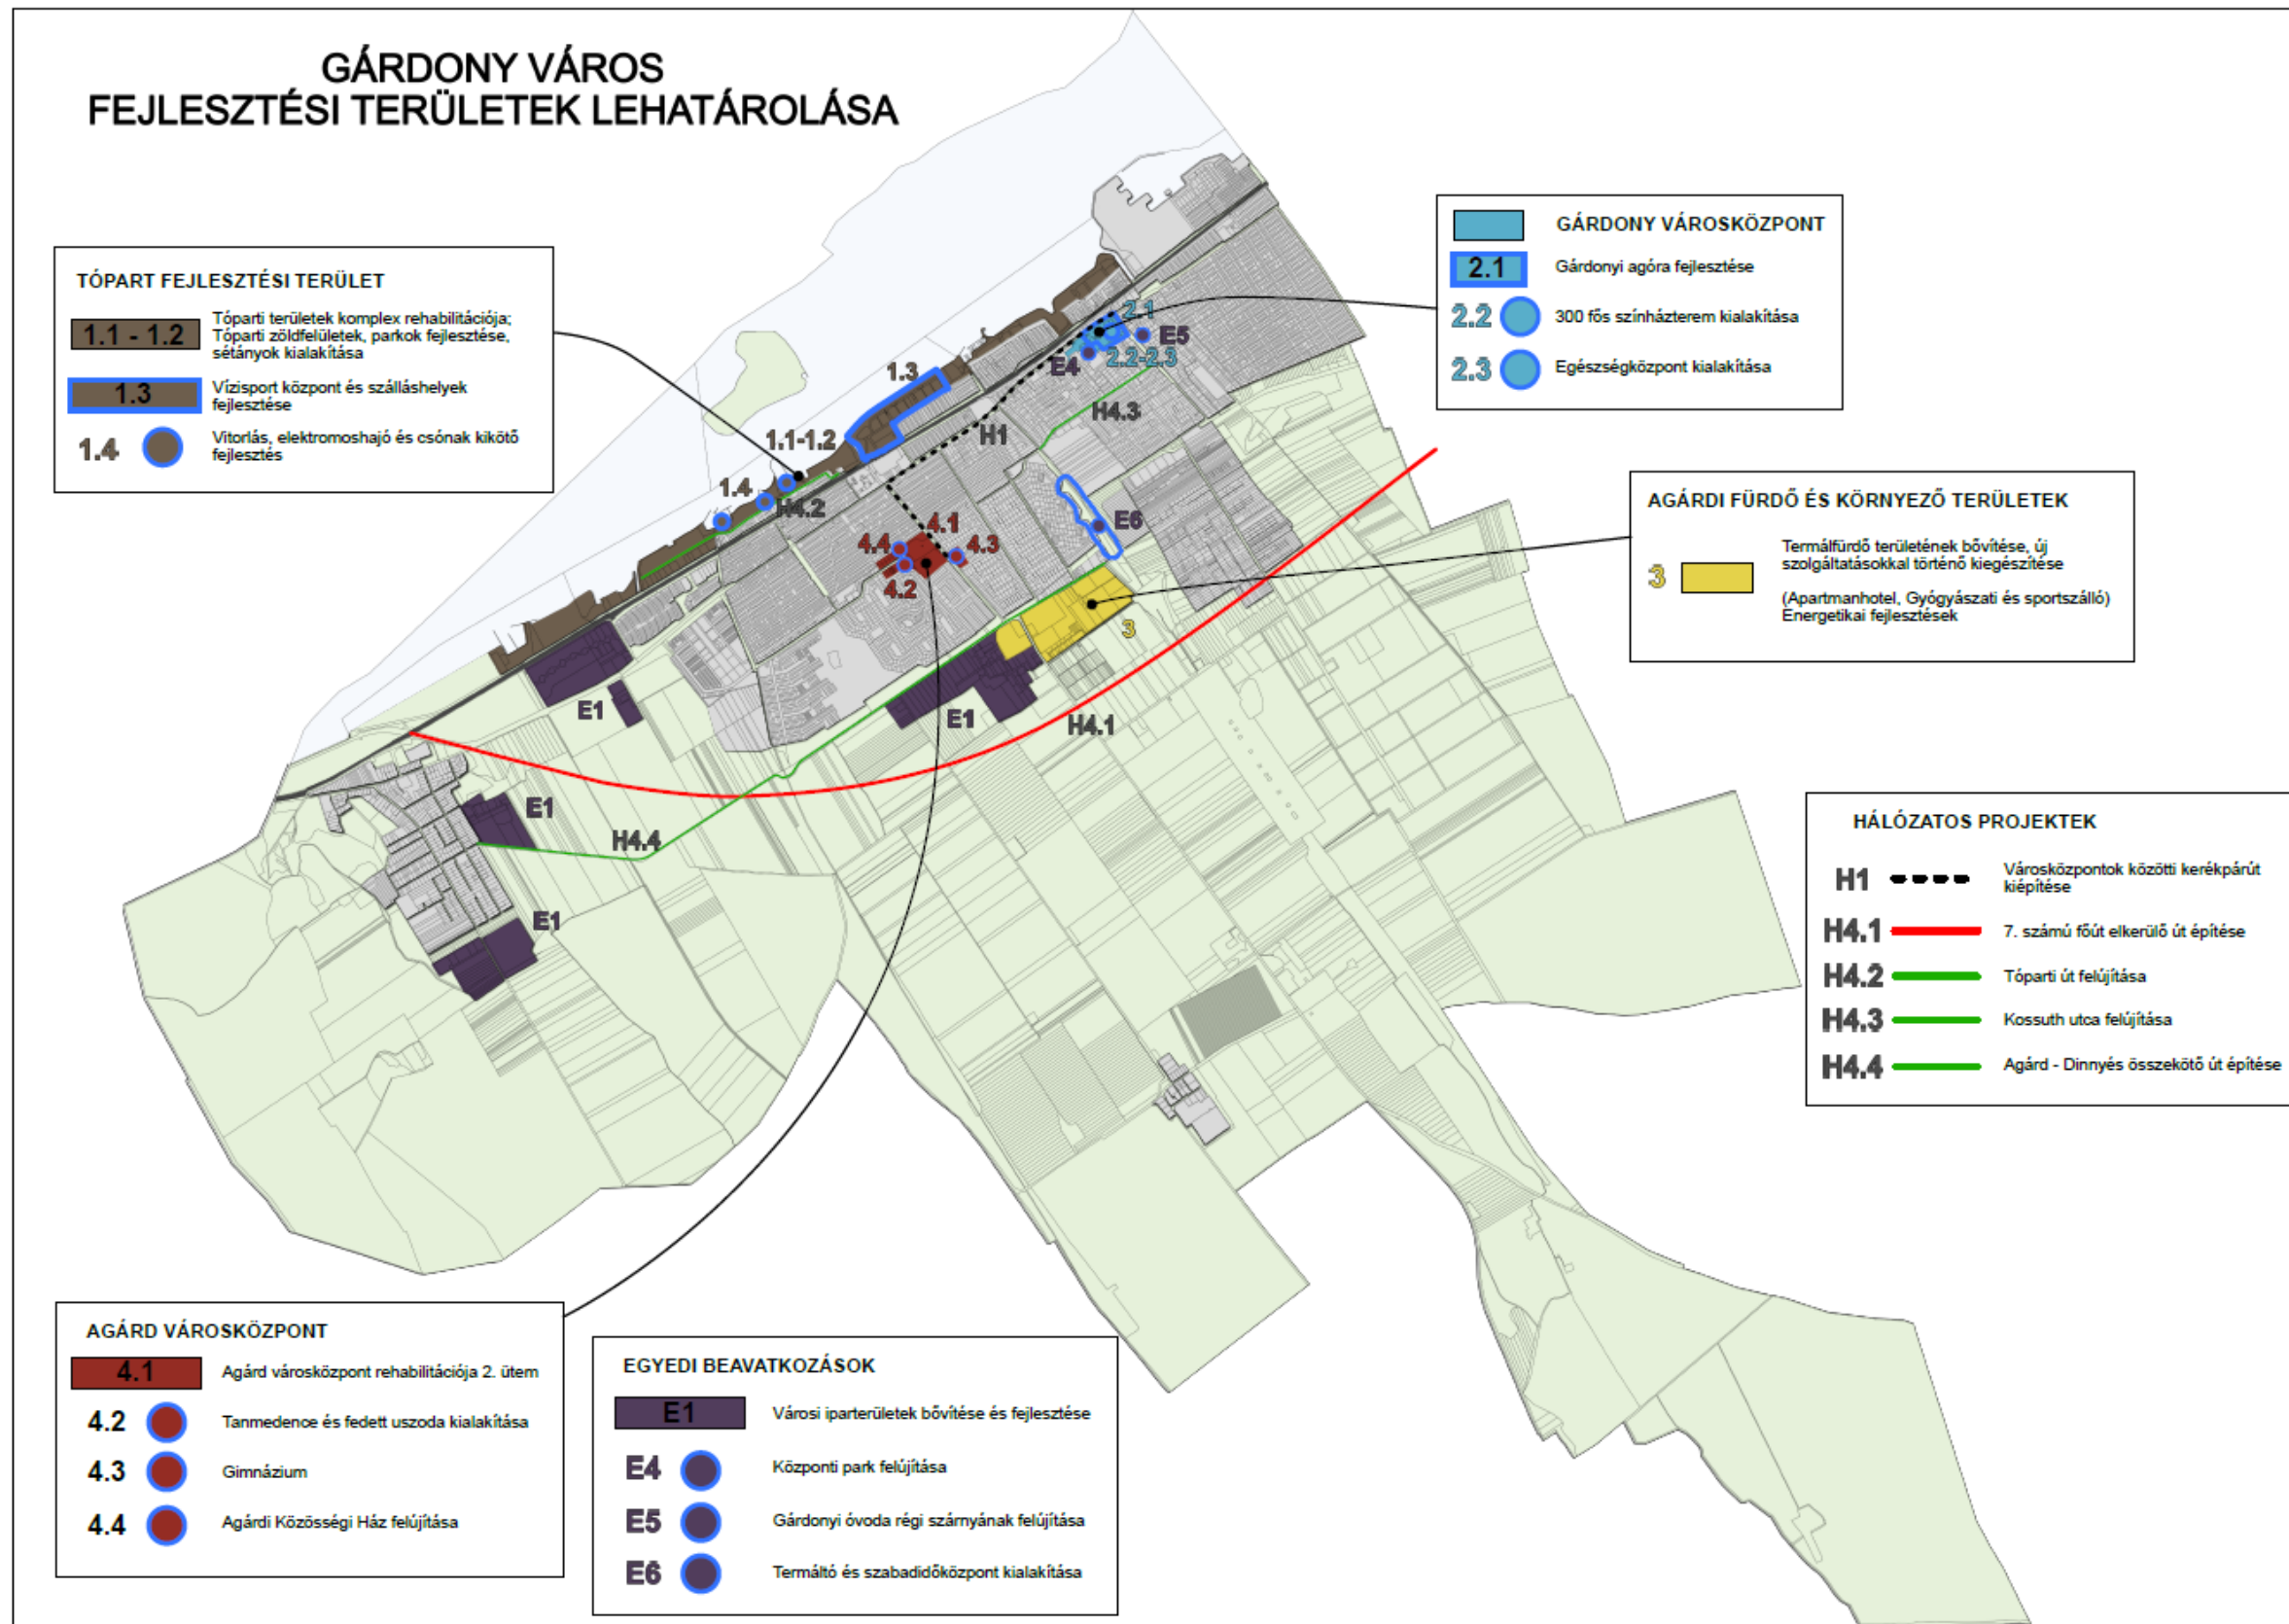 GÁRDONY VÁROS
FEJLESZTÉSI TERÜLETEK LEHATÁROLÁSA
TÓPART FEJLESZTÉSI TERÜLET
1.1 - 1.2
Tóparti területek komplex rehabilitációja;
Tóparti zöldfelületek, parkok fejlesztése,
sétányok kialakítása
1.3
Vízisport központ és szálláshelyek
fejlesztése
1.4
Vitorlás, elektromoshajó és csónak kikötő
fejlesztés
GÁRDONY VÁROSKÖZPONT
2.1
Gárdonyi agóra fejlesztése
2.2
300 fős színházterem kialakítása
2.3
Egészségközpont kialakítása
AGÁRDI FÜRDŐ ÉS KÖRNYEZŐ TERÜLETEK
3
Termálfürdő területének bővítése, új
szolgáltatásokkal történő kiegészítése
(Apartmanhotel, Gyógyászati és sportszálló)
Energetikai fejlesztések
2.1
E5
E4
2.2-2.3
1.3
H4.3
H1
1.1-1.2
1.4
H4.2
E6
4.1
4.4
4.3
4.2
3
E1
E1
H4.1
E1
H4.4
E1
HÁLÓZATOS PROJEKTEK
H1
Városközpontok közötti kerékpárút
kiépítése
H4.1
7. számú főút elkerülő út építése
H4.2
Tóparti út felújítása
H4.3
Kossuth utca felújítása
H4.4
Agárd - Dinnyés összekötő út építése
AGÁRD VÁROSKÖZPONT
4.1
Agárd városközpont rehabilitációja 2. ütem
4.2
Tanmedence és fedett uszoda kialakítása
4.3
Gimnázium
4.4
Agárdi Közösségi Ház felújítása
EGYEDI BEAVATKOZÁSOK
E1
Városi iparterületek bővítése és fejlesztése
E4
Központi park felújítása
E5
Gárdonyi óvoda régi szárnyának felújítása
E6
Termáltó és szabadidőközpont kialakítása